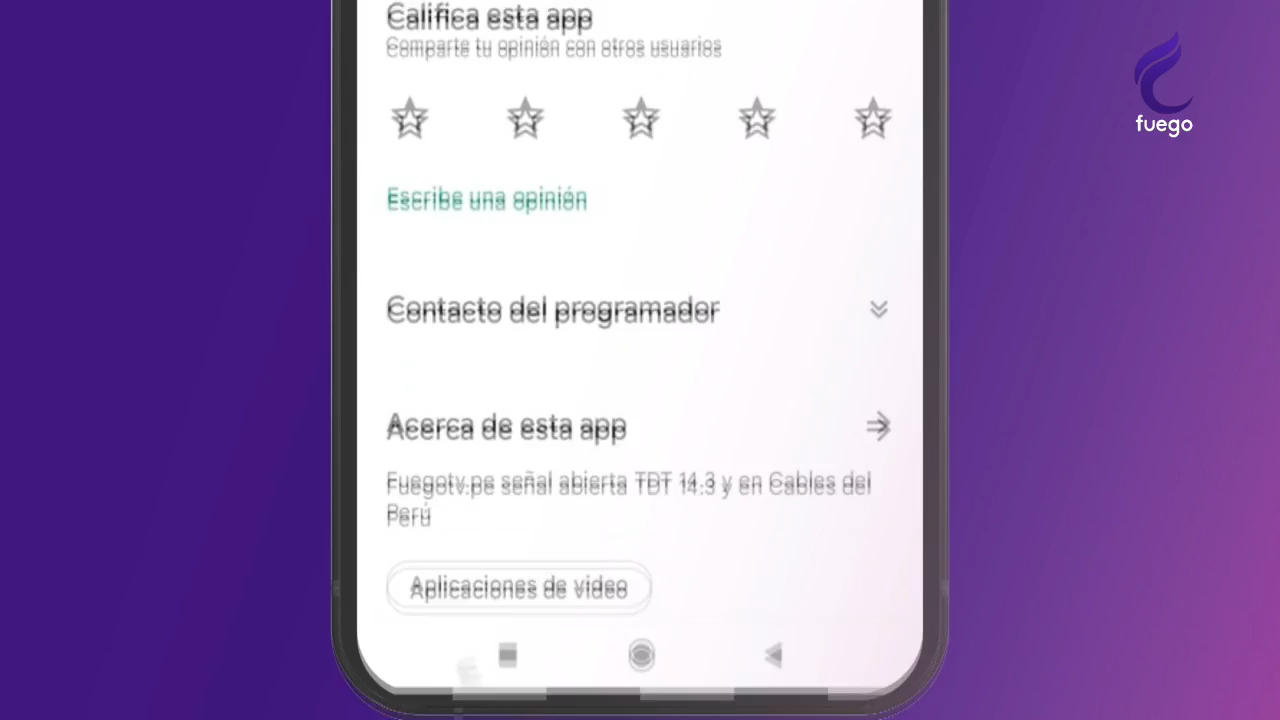 Califica esta app
Comparte tu opinión con otros usuarios
fuego
Escribe una opinión
Contacto del programador
Acerca de esta app
Fuegotv.pe señal abierta TDT 14.3 y en Cables del
Perú
Aplicaciones de video